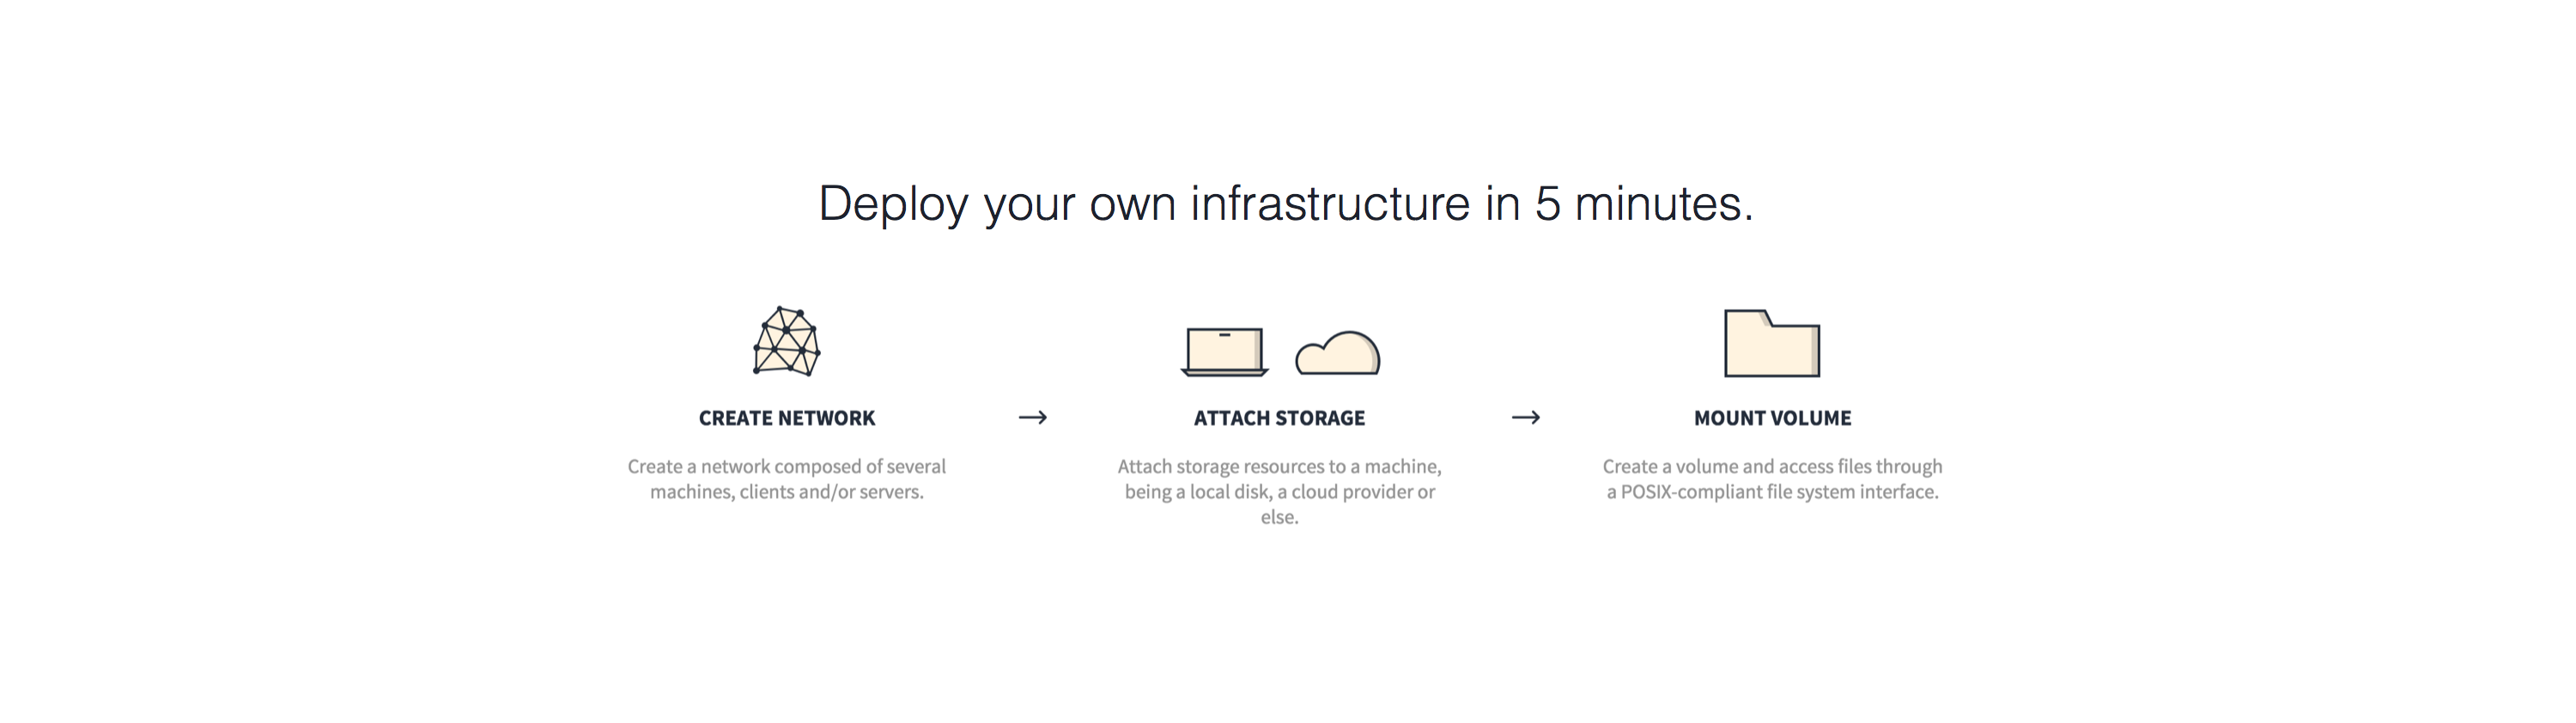 Deploy your own infrastructure in 5 minutes.
CREATE NETWORK
Create a network composed of several
machines, clients and/or servers.
ATTACH STORAGE
Attach storage resources to a machine,
being a local disk, a cloud provider or
else.
MOUNT VOLUME
Create a volume and access files through
a POSIX-compliant file system interface.